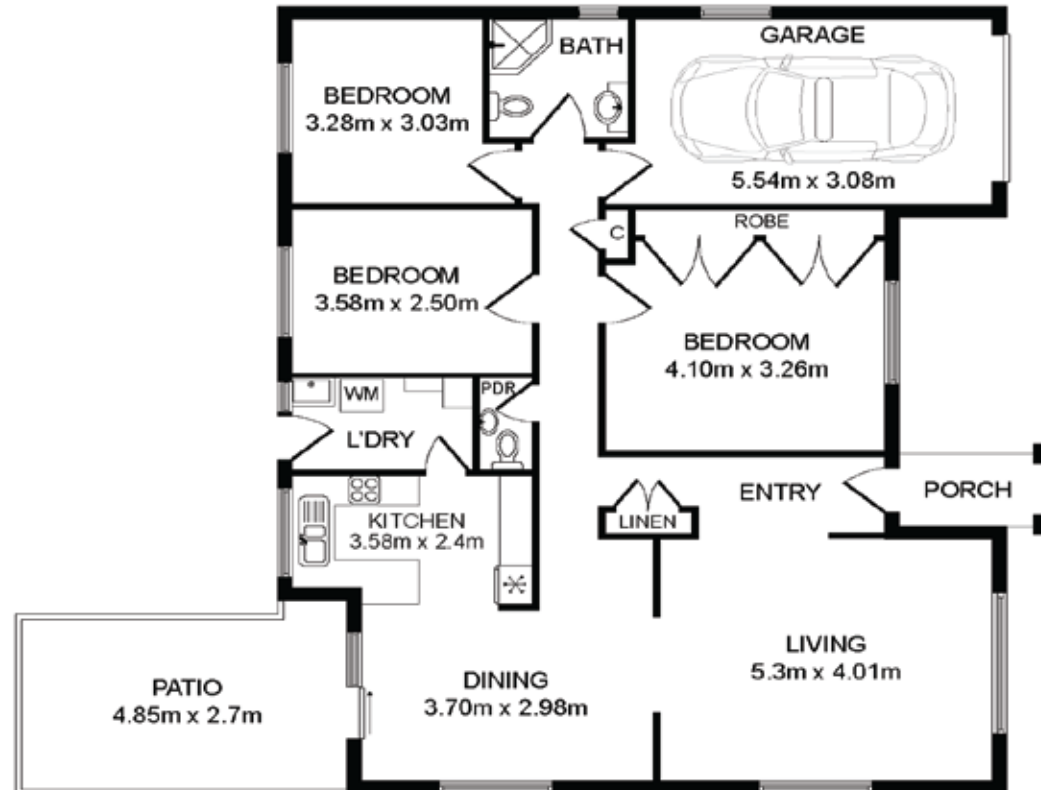 BATH
GARAGE
BEDROOM
3.28m x 3.03m
5.54m x 3.08m
C
ROBE
BEDROOM
3.58m x 2.50m
BEDROOM
4.10m x 3.26m
WM
PDR
L'DRY
ENTRY
PORCH
LINEN
KITCHEN
3.58m x 2.4m
LIVING
5.3m x 4.01m
PATIO
4.85m x 2.7m
DINING
3.70m x 2.98m